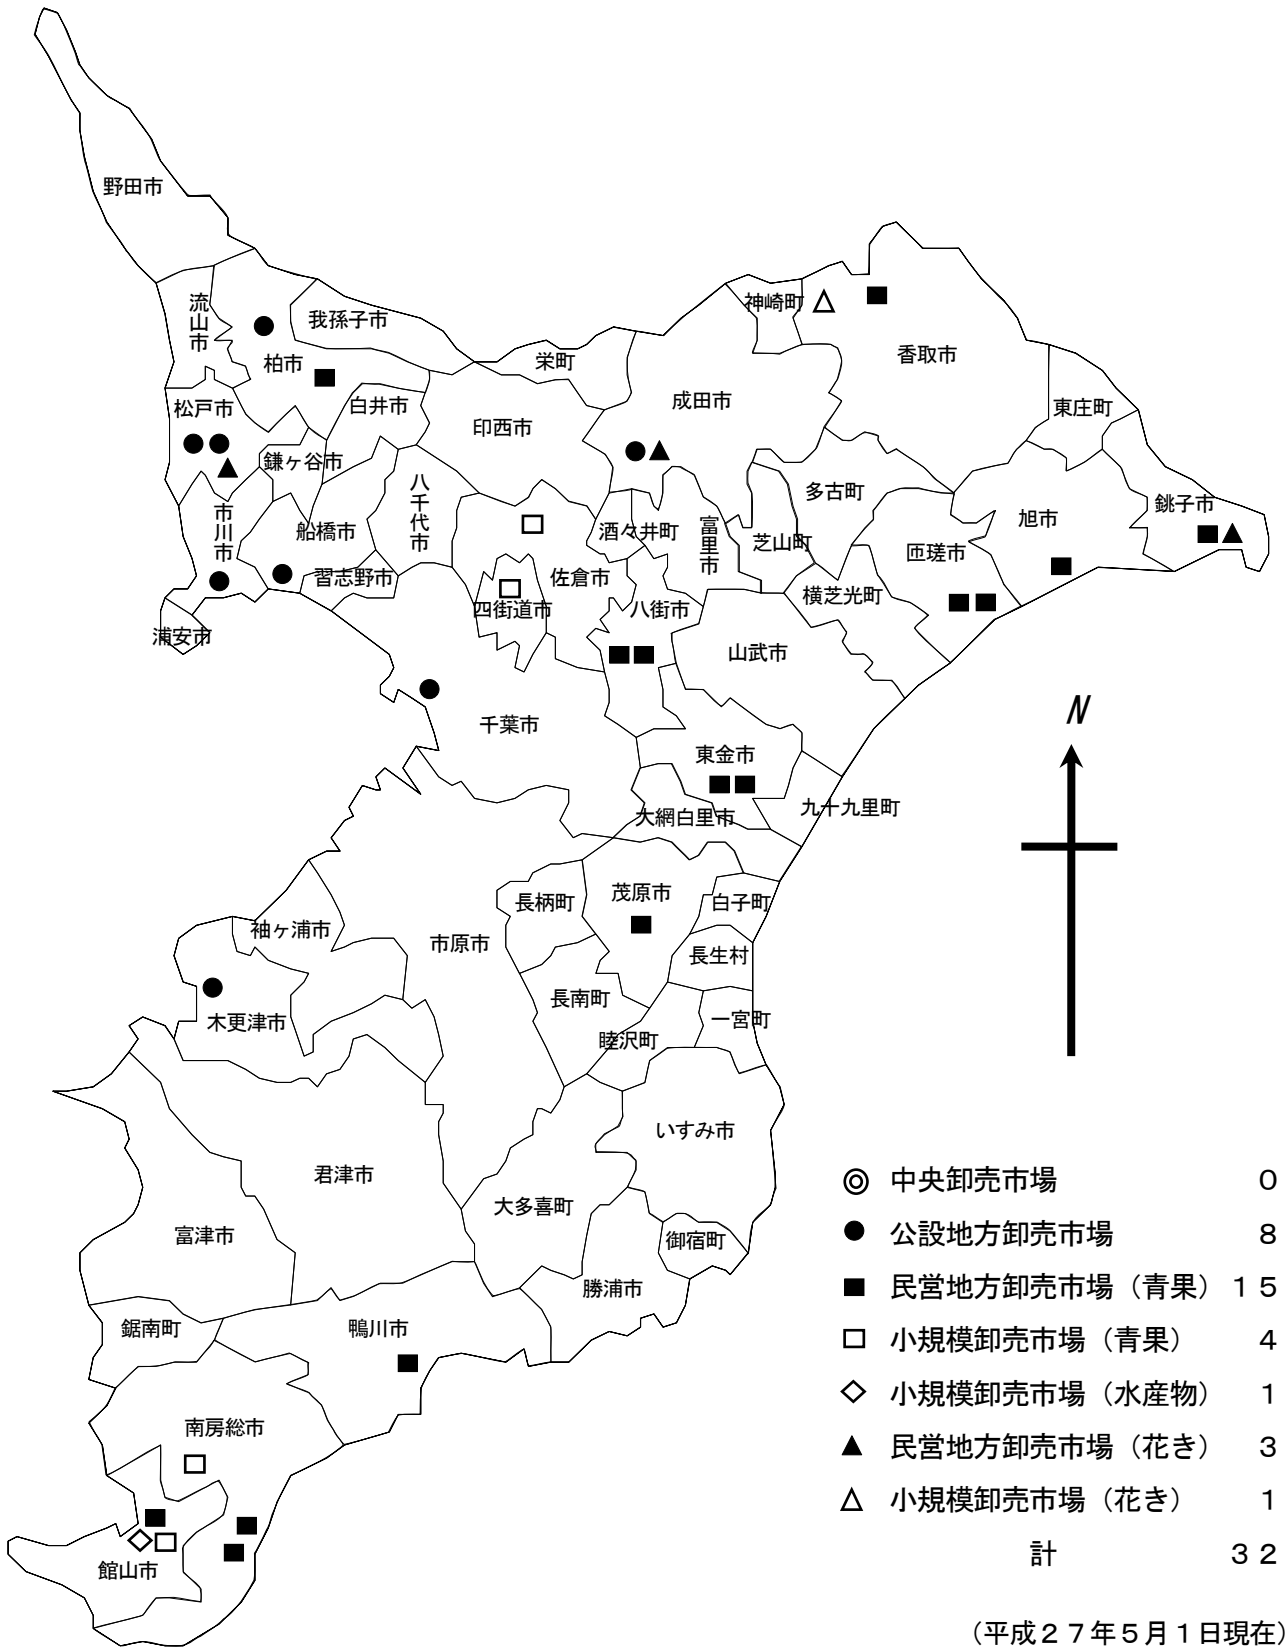 野田市
流山市
我孫子市
柏市
神崎町
香取市
栄町
成田市
東庄町
松戸市
白井市
印西市
鎌ヶ谷市
八千代市
多古町
銚子市
市川市
船橋市
酒々井町
富里市
芝山町
旭市
匝瑳市
習志野市
佐倉市
四街道市
八街市
横芝光町
浦安市
山武市
千葉市
東金市
九十九里町
大網白里市
N
長柄町
茂原市
白子町
袖ヶ浦市
市原市
長生村
長南町
木更津市
一宮町
睦沢町
いすみ市
君津市
大多喜町
富津市
御宿町
勝浦市
鋸南町
鴨川市
南房総市
館山市
◎ 中央卸売市場 0
● 公設地方卸売市場 8
■ 民営地方卸売市場(青果) 15
□ 小規模卸売市場(青果) 4
◇ 小規模卸売市場(水産物) 1
▲ 民営地方卸売市場(花き) 3
△ 小規模卸売市場(花き) 1
計 32
(平成27年5月1日現在)